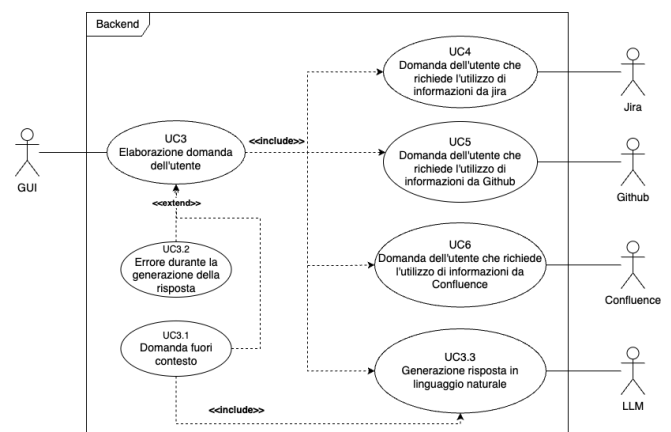 Backend
UC4
Domanda dell'utente che
richiede l'utilizzo di
informazioni da jira
Jira
UC3
Elaborazione domanda
dell'utente
<<include>>
GUI
UC5
Domanda dell'utente che
richiede l'utilizzo di
informazioni da Github
Github
<<extend>>
UC3.2
Errore durante la
generazione della
risposta
UC6
Domanda dell'utente che richiede
l'utilizzo di informazioni da
Confluence
Confluence
UC3.1
Domanda fuori
contesto
UC3.3
Generazione risposta in
linguaggio naturale
LLM
<<include>>